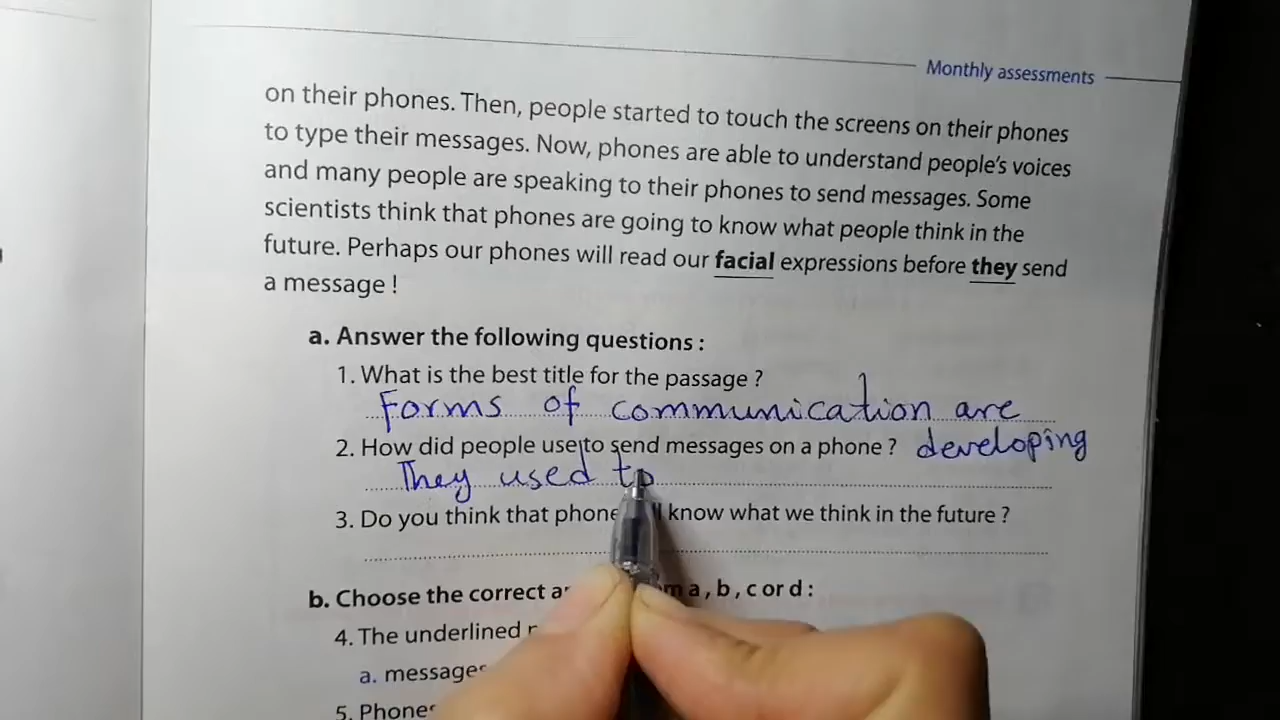 Monthly assessments
on their phones. Then, people started to touch the screens on their phones
to type their messages. Now, phones are able to understand people's voices
and many people are speaking to their phones to send messages. Some
scientists think that phones are going to know what people think in the
future. Perhaps our phones will read our facial expressions before they send
a message !
a. Answer the following questions :
1. What is the best title for the passage ?
Forms of communication are
2. How did people use to send messages on a phone ? developing
They used to
3. Do you think that phone know what we think in the future ?
b. Choose the correct a, b, c or d :
4. The underlined
a. messages
5. Phones